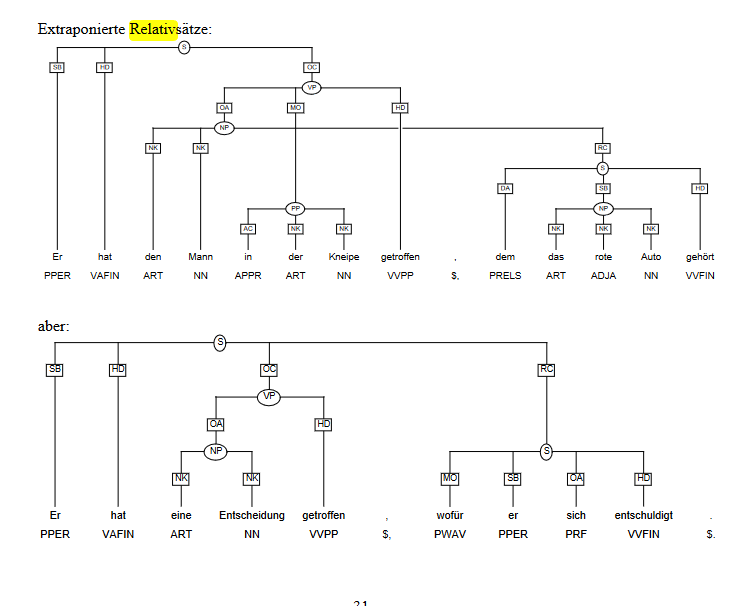 Extraponierte Relativsätze:
S
SB HD OC
VP
OA MO HD
NP
NK NK RC
S
DA SB HD
PP NP
AC NK NK NK NK NK
Er hat den Mann in der Kneipe getroffen , dem das rote Auto gehört
PPER VAFIN ART NN APPR ART NN VVPP $, PRELS ART ADJA NN VVFIN
aber:
S
SB HD OC RC
VP
OA HD
NP S
NK NK MO SB OA HD
Er hat eine Entscheidung getroffen , wofür er sich entschuldigt .
PPER VAFIN ART NN VVPP $, PWAV PPER PRF VVFIN $.
21